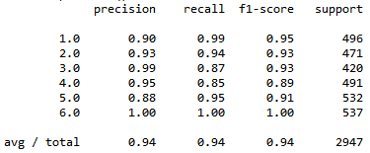 precision recall f1-score support
1.0 0.90 0.99 0.95 496
2.0 0.93 0.94 0.93 471
3.0 0.99 0.87 0.93 420
4.0 0.95 0.85 0.89 491
5.0 0.88 0.95 0.91 532
6.0 1.00 1.00 1.00 537
avg / total 0.94 0.94 0.94 2947